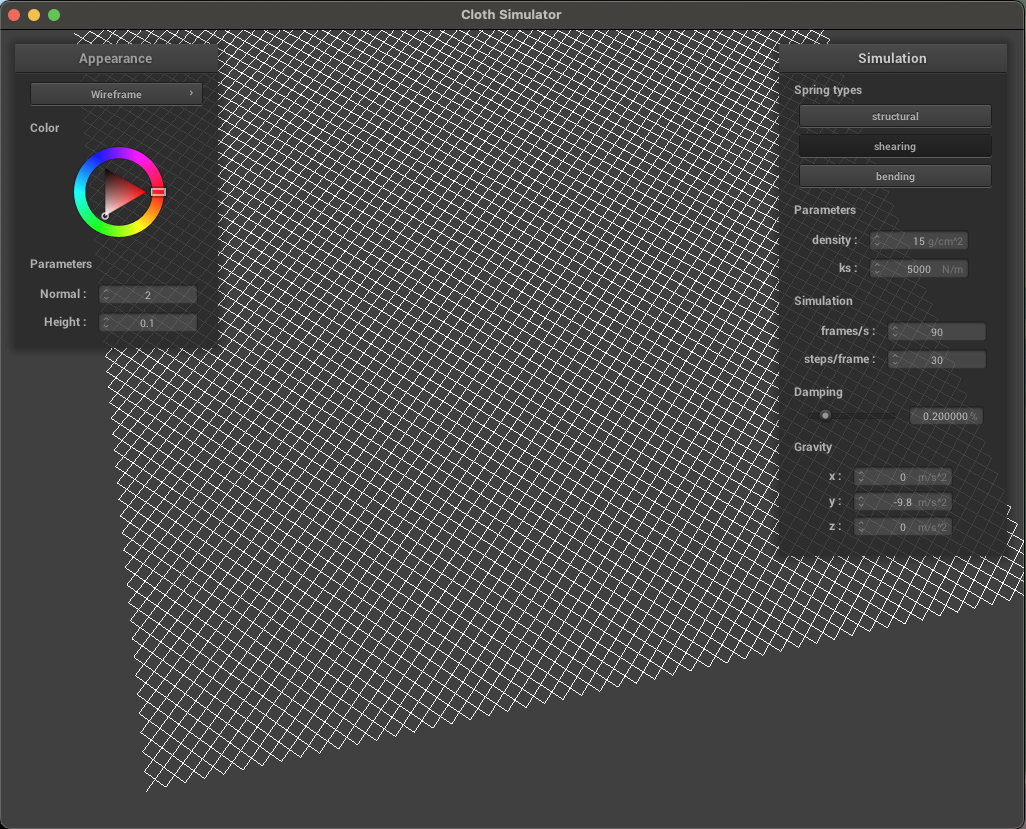 Cloth Simulator
Appearance
Wireframe ›
Color
Parameters
Normal : 2
Height : 0.1
Simulation
Spring types
structural
shearing
bending
Parameters
density : 15 g/cm^2
ks : 5000 N/m
Simulation
frames/s : 90
steps/frame : 30
Damping
0.200000 %
Gravity
x : 0 m/s^2
y : -9.8 m/s^2
z : 0 m/s^2